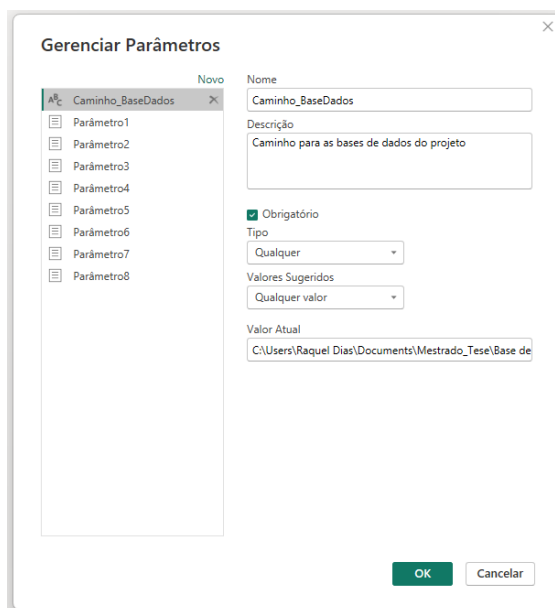 Gerenciar Parâmetros
Novo
ABC Caminho_BaseDados
Parâmetro1
Parâmetro2
Parâmetro3
Parâmetro4
Parâmetro5
Parâmetro6
Parâmetro7
Parâmetro8
Nome
Caminho_BaseDados
Descrição
Caminho para as bases de dados do projeto
Obrigatório
Tipo
Qualquer
Valores Sugeridos
Qualquer valor
Valor Atual
C:\Users\Raquel Dias\Documents\Mestrado_Tese\Base de
OK Cancelar